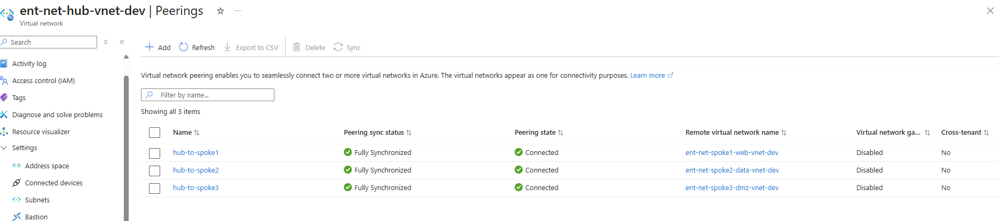 ent-net-hub-vnet-dev | Peerings
Virtual network
Search
Activity log
Access control (IAM)
Tags
Diagnose and solve problems
Resource visualizer
Settings
Address space
Connected devices
Subnets
Bastion
Add Refresh Export to CSV Delete Sync
Virtual network peering enables you to seamlessly connect two or more virtual networks in Azure. The virtual networks appear as one for connectivity purposes. Learn more
Filter by name...
Showing all 3 items
Name Peering sync status Peering state Remote virtual network name Virtual network ga... Cross-tenant
hub-to-spoke1 Fully Synchronized Connected ent-net-spoke1-web-vnet-dev Disabled No
hub-to-spoke2 Fully Synchronized Connected ent-net-spoke2-data-vnet-dev Disabled No
hub-to-spoke3 Fully Synchronized Connected ent-net-spoke3-dmz-vnet-dev Disabled No